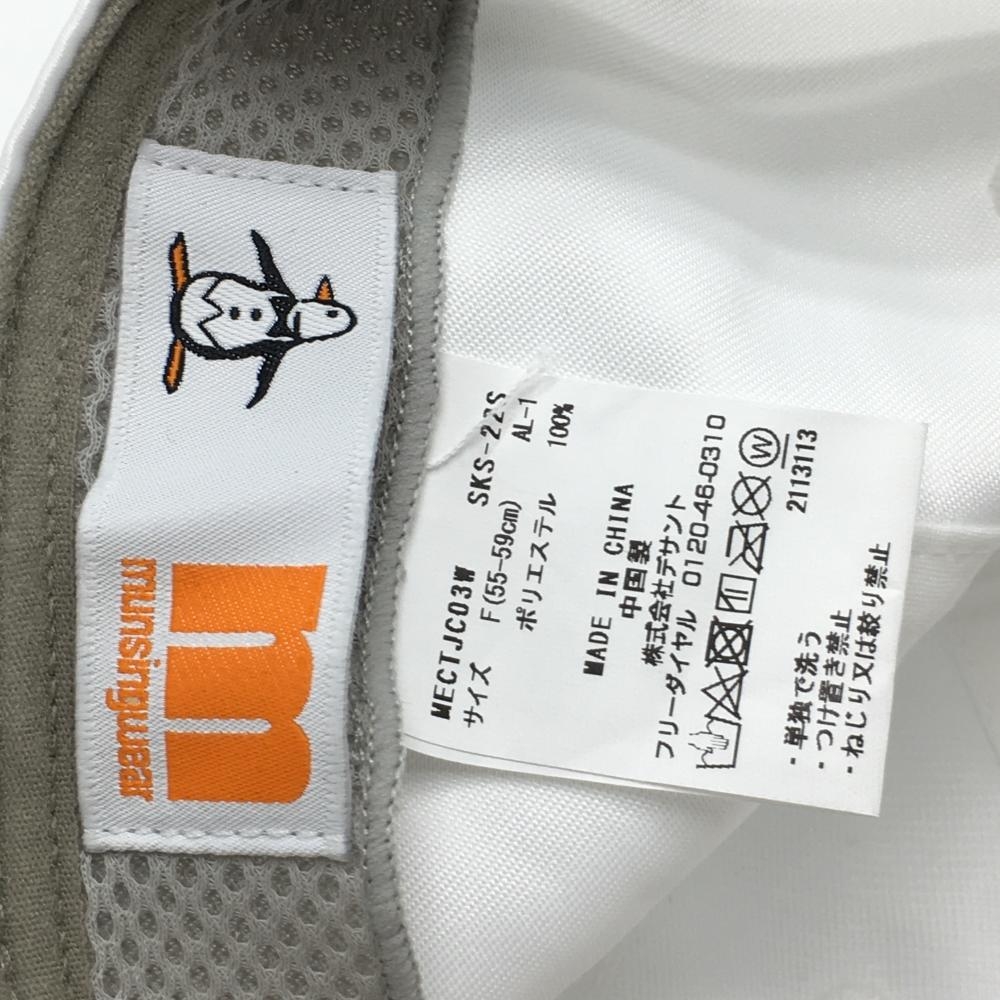 munsingwear
m
MECTJC03W SKS-22S
サイズ F(55-59cm) AL-1
ポリエステル 100%
MADE IN CHINA
中国製
株式会社デサント
フリーダイヤル 0120-46-0310
W
2113113
・単独で洗う
・つけ置き禁止
・ねじり又は絞り禁止